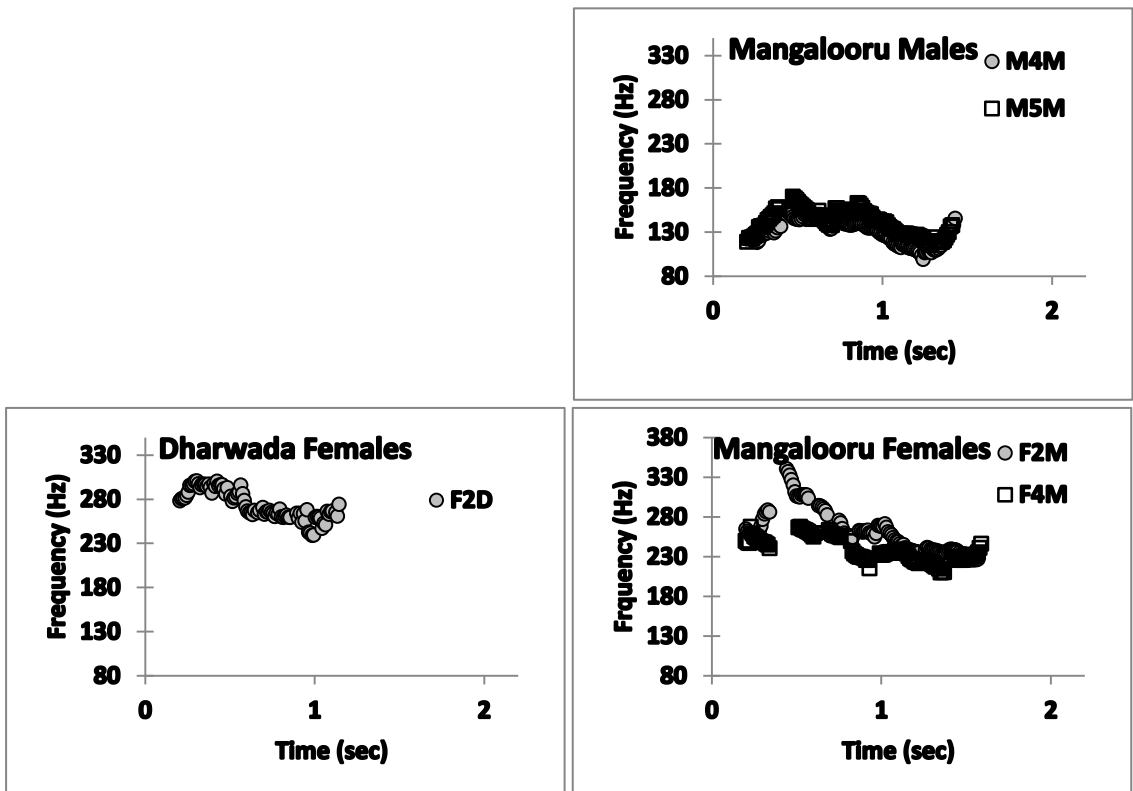 Mangalooru Males
M4M
M5M
Frequency (Hz)
330
280
230
180
130
80
0 1 2
Time (sec)
Dharwada Females
F2D
Frequency (Hz)
330
280
230
180
130
80
0 1 2
Time (sec)
Mangalooru Females
F2M
F4M
Frquency (Hz)
380
330
280
230
180
130
80
0 1 2
Time (sec)